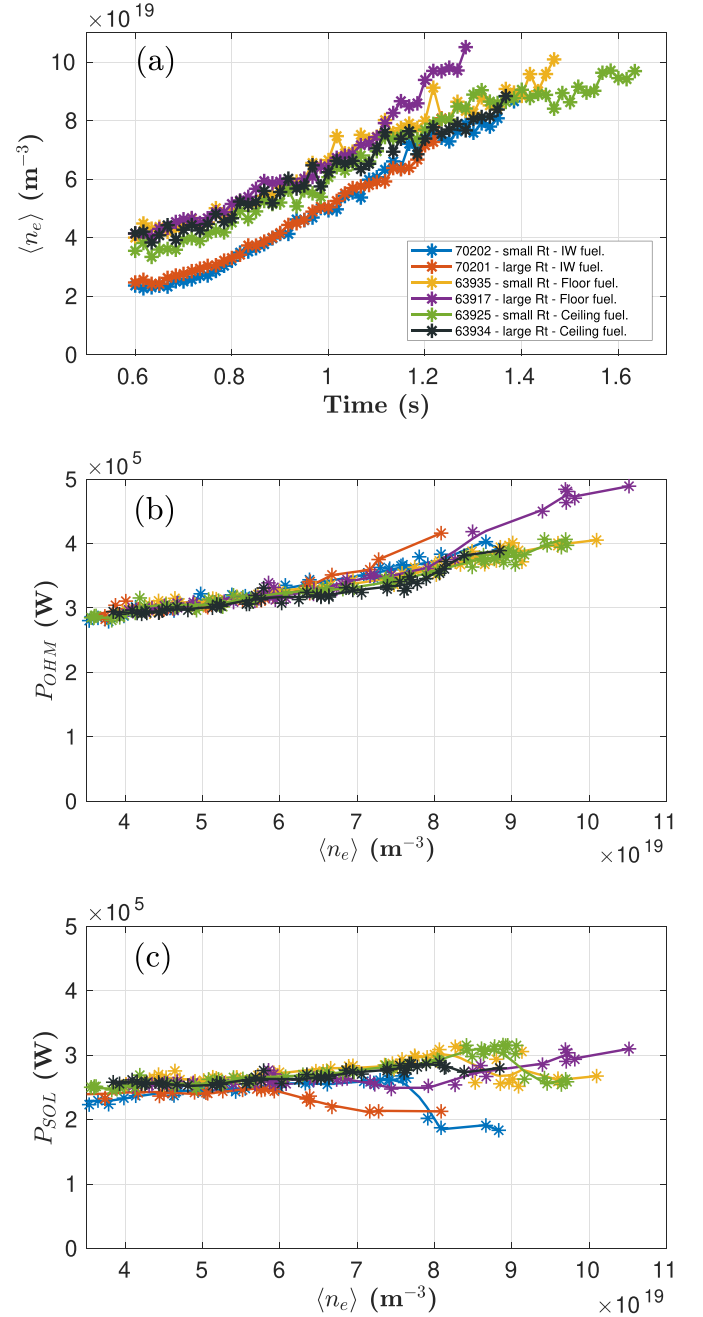 ×10^19
(a)
10
8
6
4
2
0
⟨n_e⟩ (m^−3)
70202 - small Rt - IW fuel.
70201 - large Rt - IW fuel.
63935 - small Rt - Floor fuel.
63917 - large Rt - Floor fuel.
63925 - small Rt - Ceiling fuel.
63934 - large Rt - Ceiling fuel.
0.6 0.8 1 1.2 1.4 1.6
Time (s)
×10^5
(b)
5
4
3
2
1
0
P_OHM (W)
4 5 6 7 8 9 10 11
⟨n_e⟩ (m^−3)
×10^19
×10^5
(c)
5
4
3
2
1
0
P_SOL (W)
4 5 6 7 8 9 10 11
⟨n_e⟩ (m^−3)
×10^19